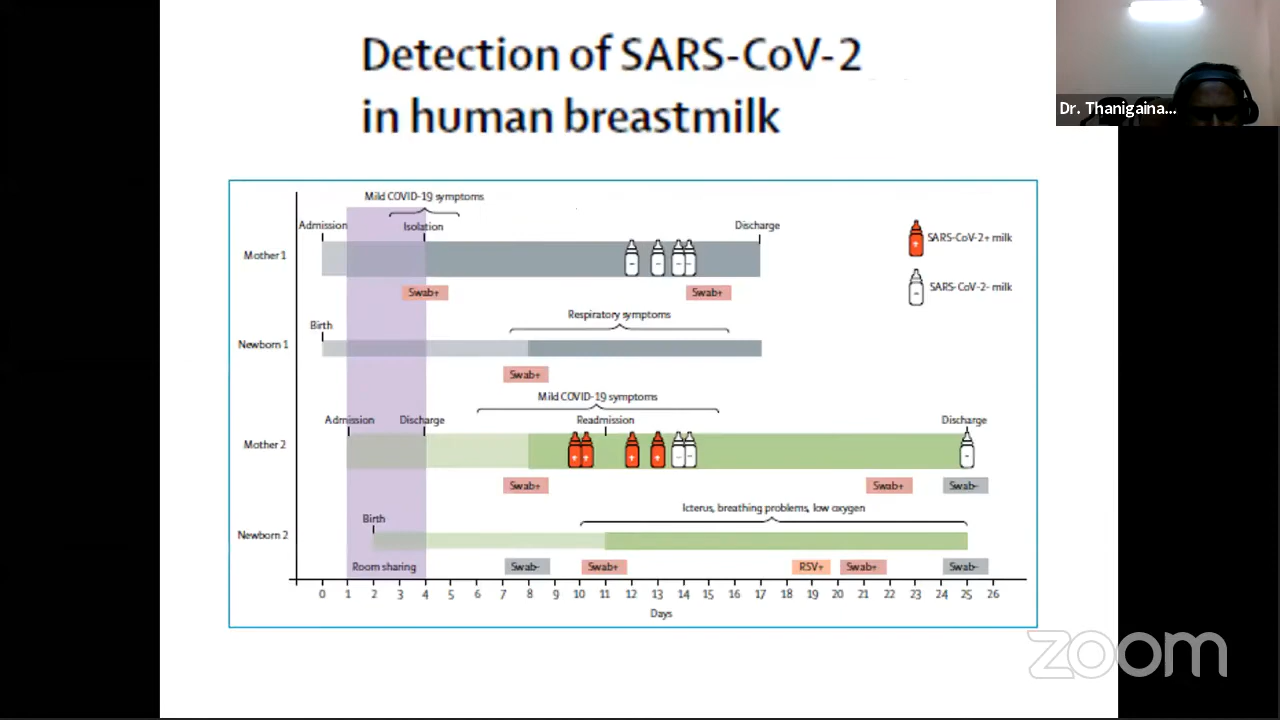 Detection of SARS-CoV-2
in human breastmilk
Dr. Thanigaina...
Mild COVID-19 symptoms
Admission
Isolation
Discharge
SARS-CoV-2+ milk
Mother 1
SARS-CoV-2- milk
Swab+
Swab+
Respiratory symptoms
Birth
Newborn 1
Swab+
Mild COVID-19 symptoms
Admission
Discharge
Readmission
Discharge
Mother 2
Swab+
Swab+
Swab-
Icterus, breathing problems, low oxygen
Birth
Newborn 2
Room sharing
Swab-
Swab+
RSV+
Swab+
Swab-
0 1 2 3 4 5 6 7 8 9 10 11 12 13 14 15 16 17 18 19 20 21 22 23 24 25 26
Days
zoom